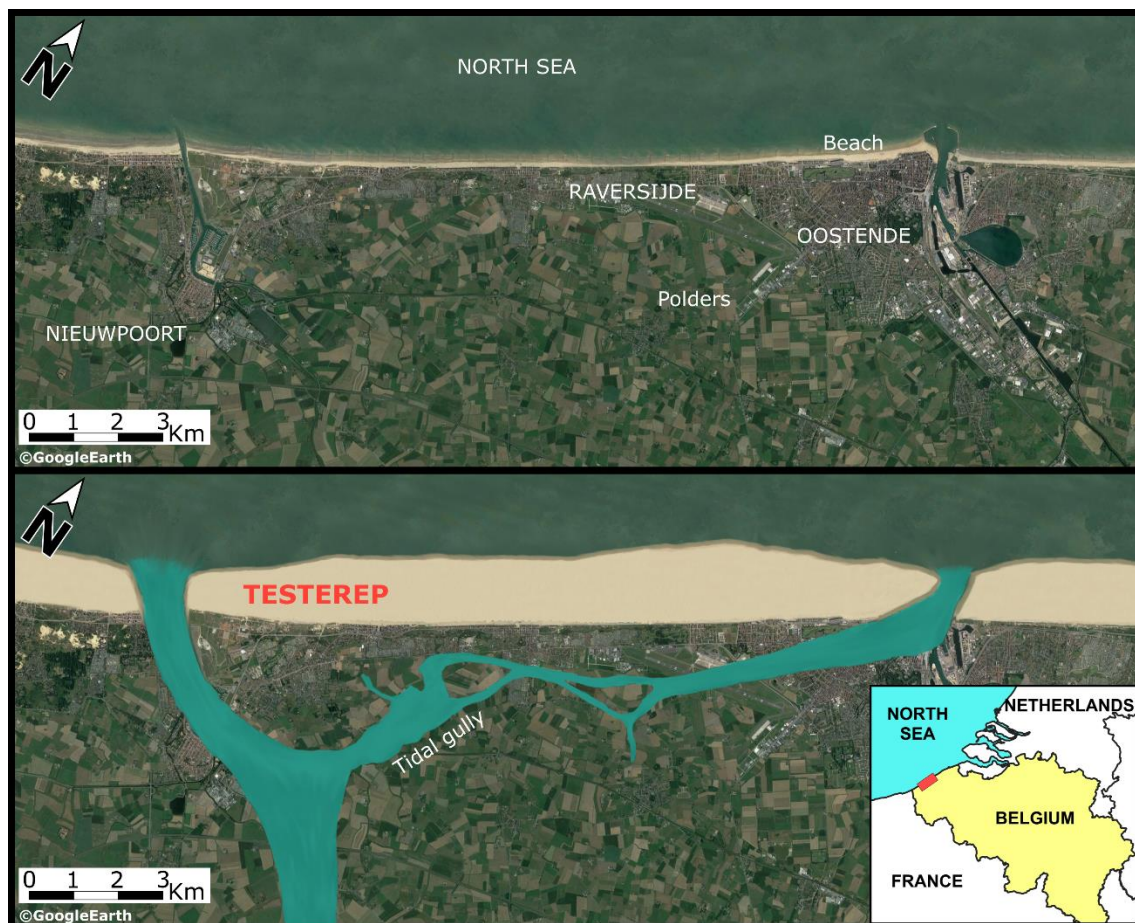 N
NORTH SEA
Beach
RAVERSIJDE
OOSTENDE
Polders
NIEUWPOORT
0 1 2 3
Km
©GoogleEarth
N
TESTEREP
Tidal gully
NORTH
SEA
NETHERLANDS
BELGIUM
FRANCE
0 1 2 3
Km
©GoogleEarth